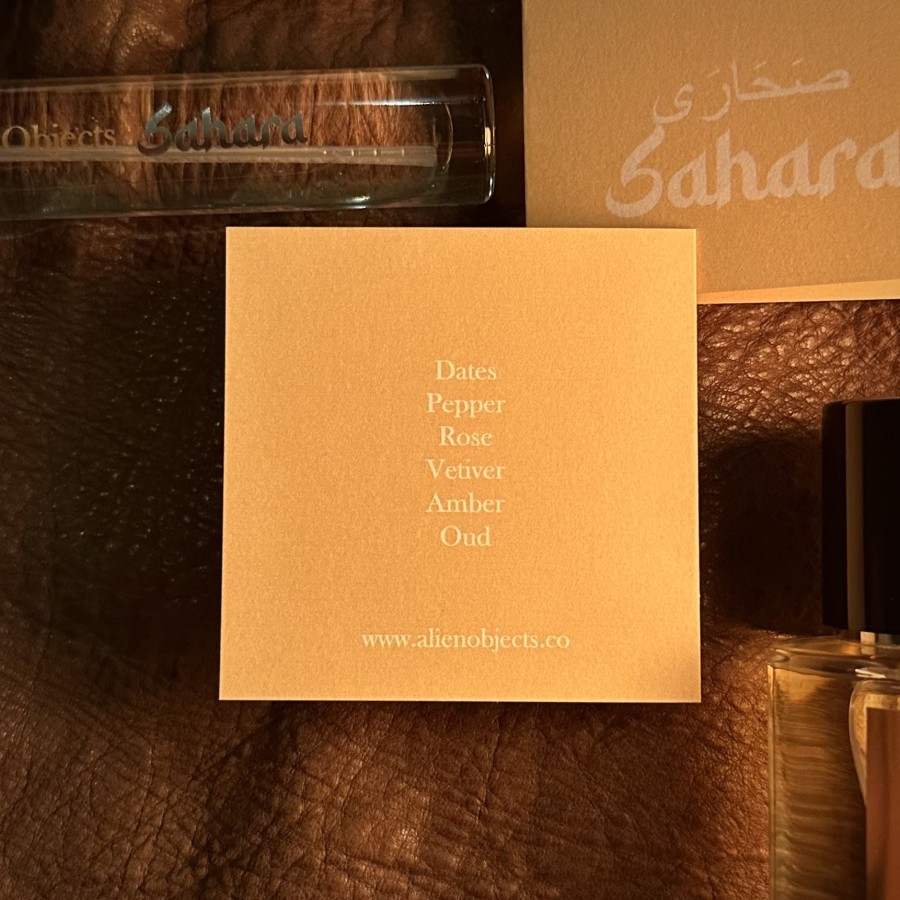 Objects Sahara
صَحَارَى
Sahara
Dates
Pepper
Rose
Vetiver
Amber
Oud
www.alienobjects.co